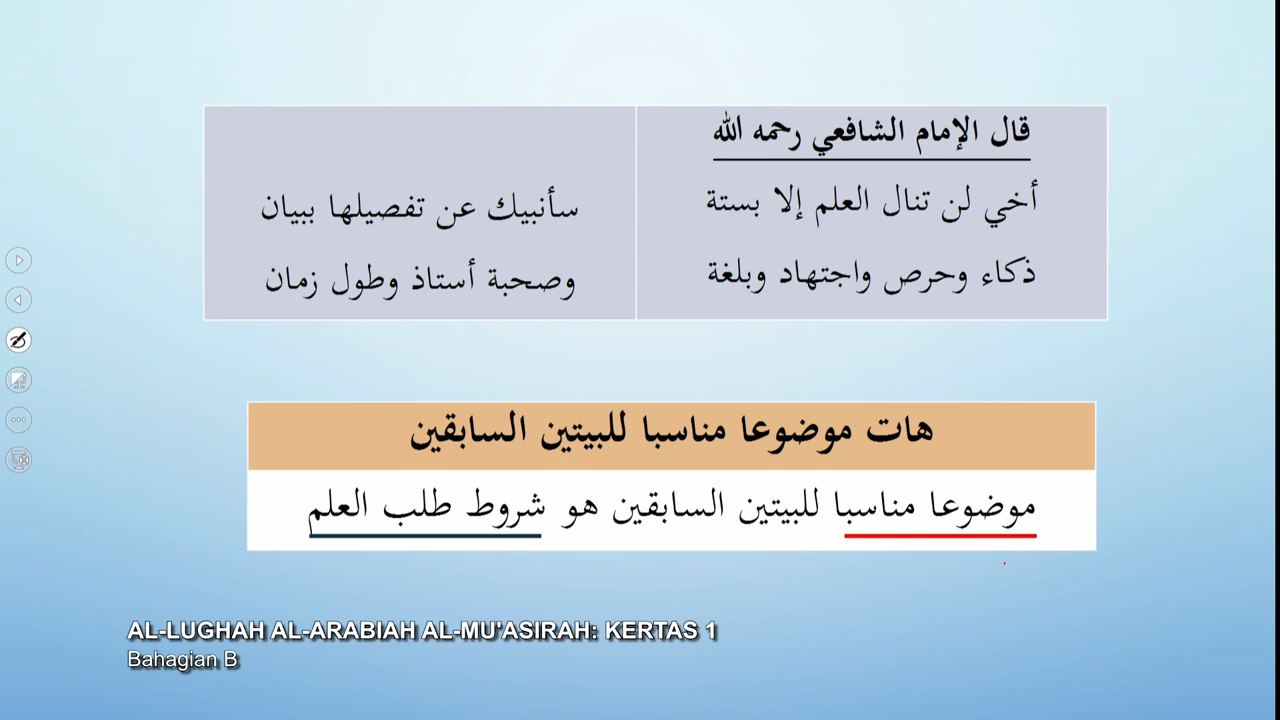 قال الإمام الشافعي رحمه الله
أخي لن تنال العلم إلا بستة
سأنبيك عن تفصيلها ببيان
ذكاء وحرص واجتهاد وبلغة
وصحبة أستاذ وطول زمان
هات موضوعا مناسبا للبيتين السابقين
موضوعا مناسبا للبيتين السابقين هو شروط طلب العلم
AL-LUGHAH AL-ARABIAH AL-MU'ASIRAH: KERTAS 1
Bahagian B